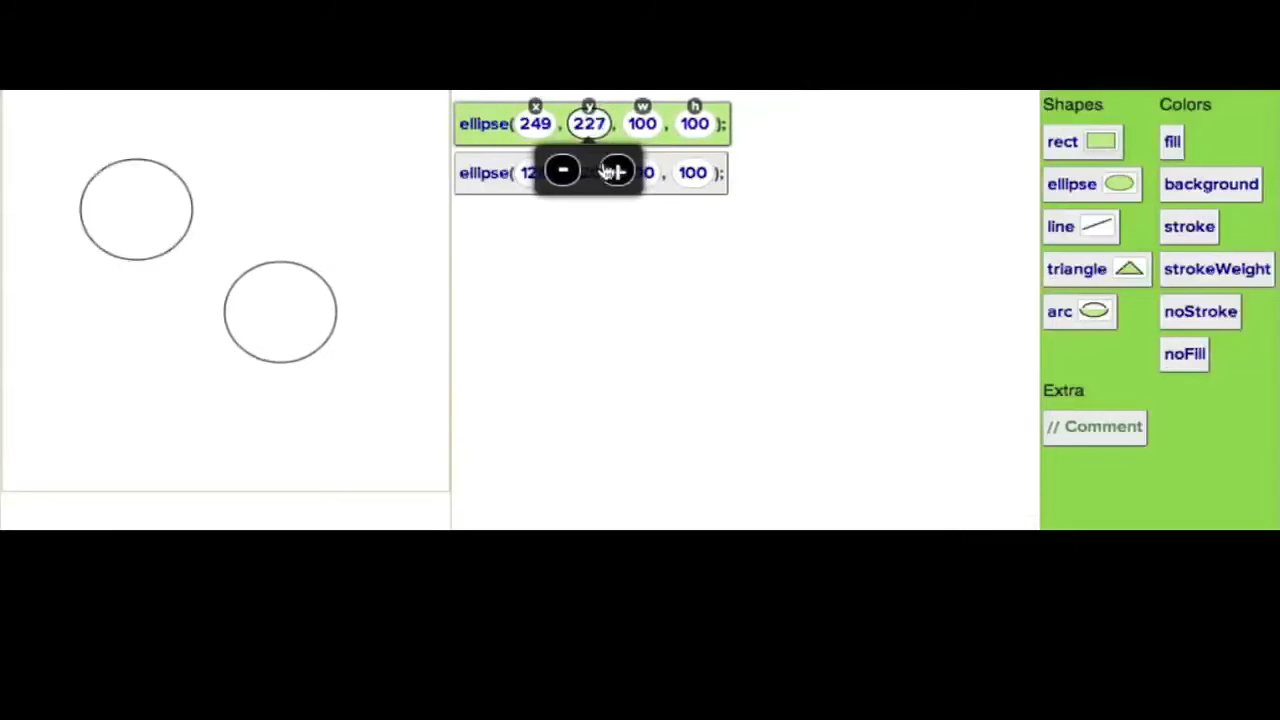 x y w h
ellipse( 249 , 227 , 100 , 100 );
- +
ellipse( , 100 );
Shapes
rect
ellipse
line
triangle
arc
Colors
fill
background
stroke
strokeWeight
noStroke
noFill
Extra
// Comment